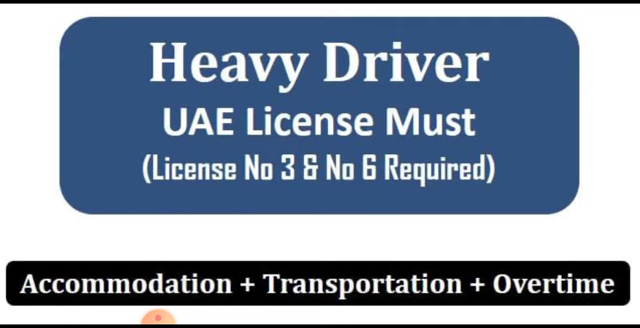 Heavy Driver
UAE License Must
(License No 3 & No 6 Required)
Accommodation + Transportation + Overtime